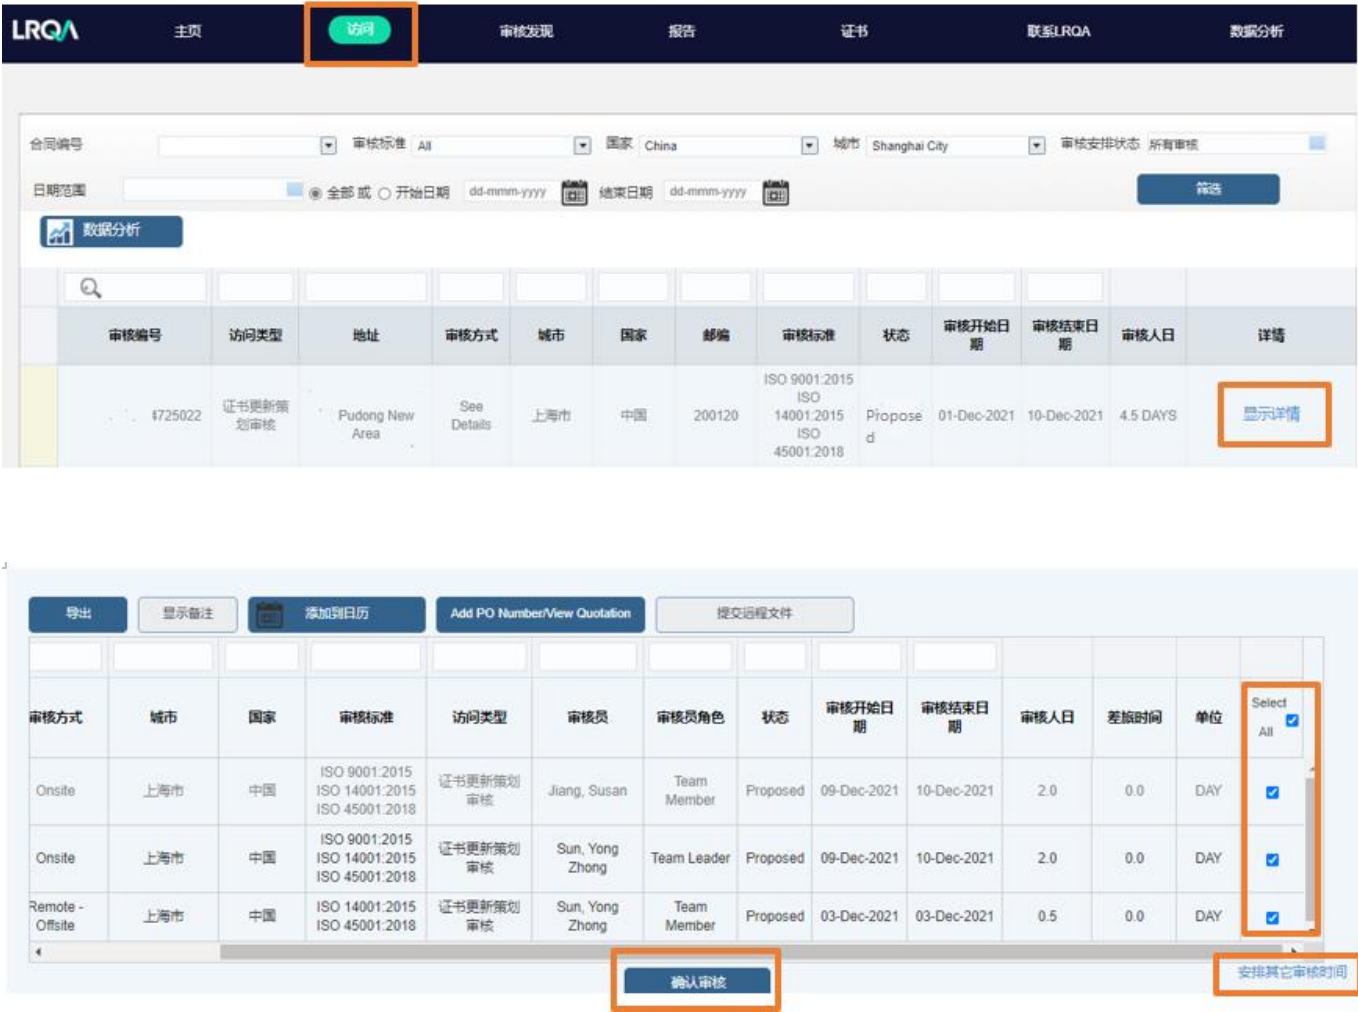 LRQA 主页 访问 审核发现 报告 证书 联系LRQA 数据分析
合同编号 审核标准 All 国家 China 城市 Shanghai City 审核安排状态 所有审核
日期范围 全部 或 开始日期 dd-mmm-yyyy 结束日期 dd-mmm-yyyy 筛选
数据分析
审核编号 访问类型 地址 审核方式 城市 国家 邮编 审核标准 状态 审核开始日期 审核结束日期 审核人日 详情
4725022 证书更新策划审核 Pudong New Area See Details 上海市 中国 200120 ISO 9001:2015 ISO 14001:2015 ISO 45001:2018 Proposed 01-Dec-2021 10-Dec-2021 4.5 DAYS 显示详情
导出 显示备注 添加到日历 Add PO Number/View Quotation 提交远程文件
审核方式 城市 国家 审核标准 访问类型 审核员 审核员角色 状态 审核开始日期 审核结束日期 审核人日 差旅时间 单位 Select All
Onsite 上海市 中国 ISO 9001:2015 ISO 14001:2015 ISO 45001:2018 证书更新策划审核 Jiang, Susan Team Member Proposed 09-Dec-2021 10-Dec-2021 2.0 0.0 DAY
Onsite 上海市 中国 ISO 9001:2015 ISO 14001:2015 ISO 45001:2018 证书更新策划审核 Sun, Yong Zhong Team Leader Proposed 09-Dec-2021 10-Dec-2021 2.0 0.0 DAY
Remote - Offsite 上海市 中国 ISO 14001:2015 ISO 45001:2018 证书更新策划审核 Sun, Yong Zhong Team Member Proposed 03-Dec-2021 03-Dec-2021 0.5 0.0 DAY
确认审核 安排其它审核时间